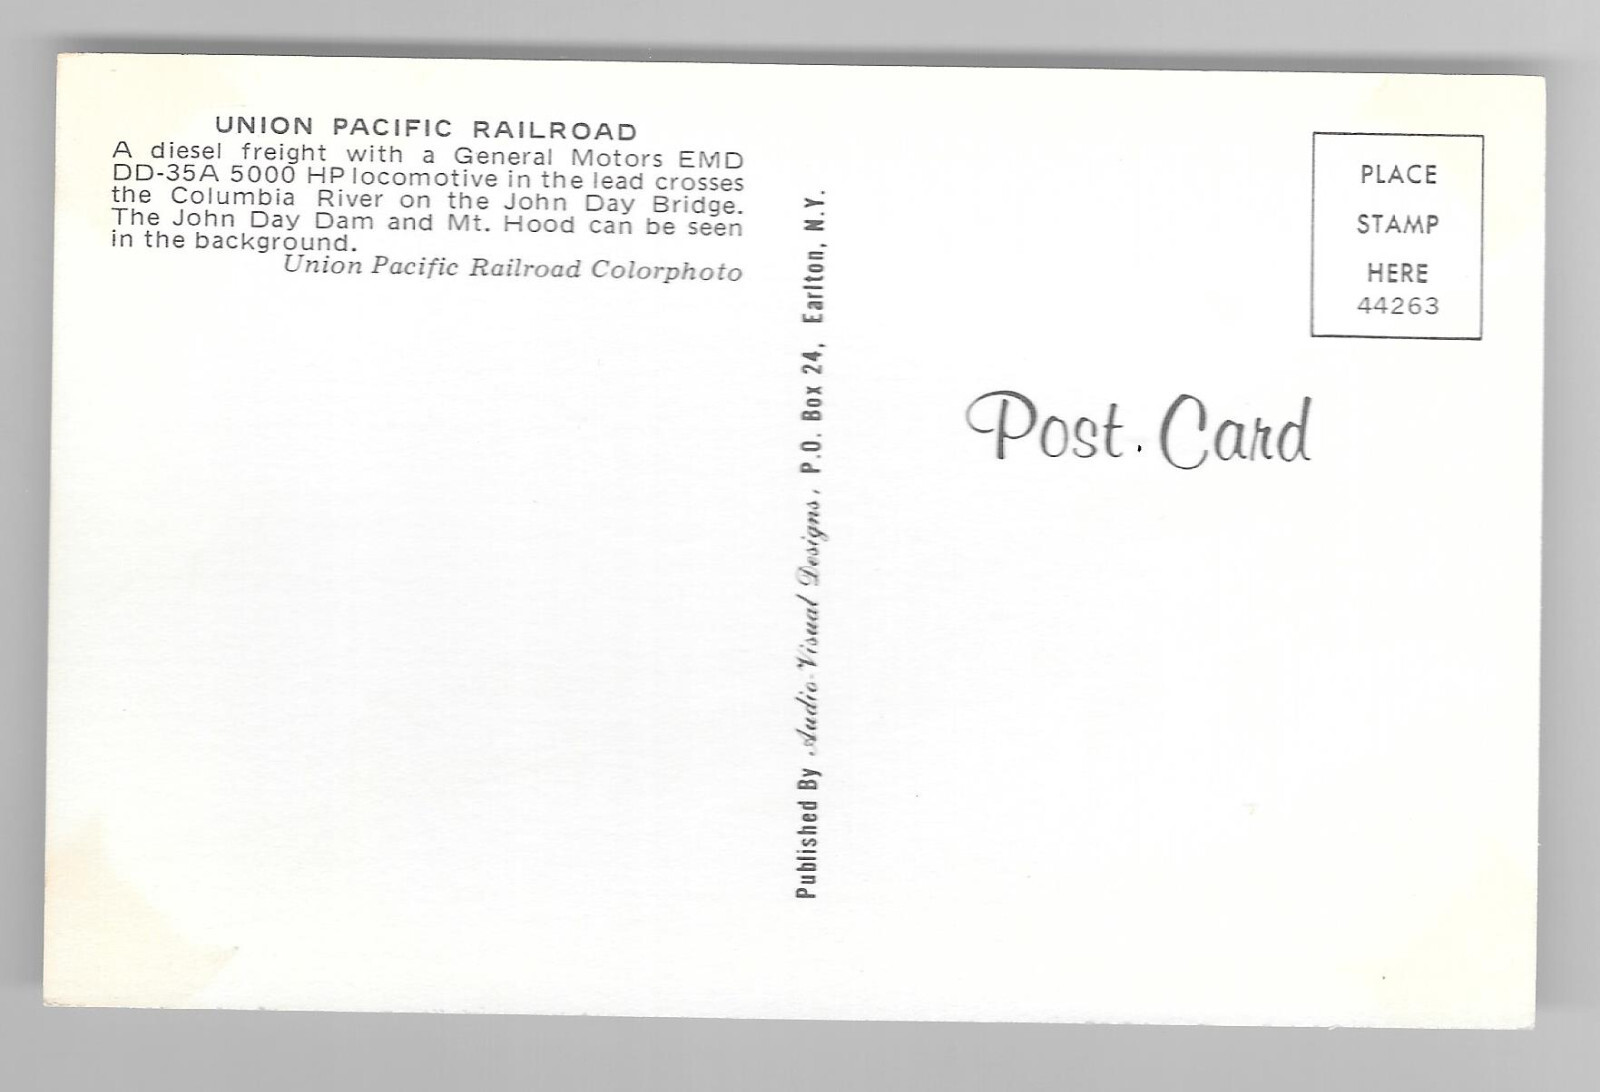 UNION PACIFIC RAILROAD
A diesel freight with a General Motors EMD
DD-35A 5000 HP locomotive in the lead crosses
the Columbia River on the John Day Bridge.
The John Day Dam and Mt. Hood can be seen
in the background.
Union Pacific Railroad Colorphoto
Published By Audio-Visual Designs, P.O. Box 24, Earlton, N.Y.
PLACE
STAMP
HERE
44263
Post Card